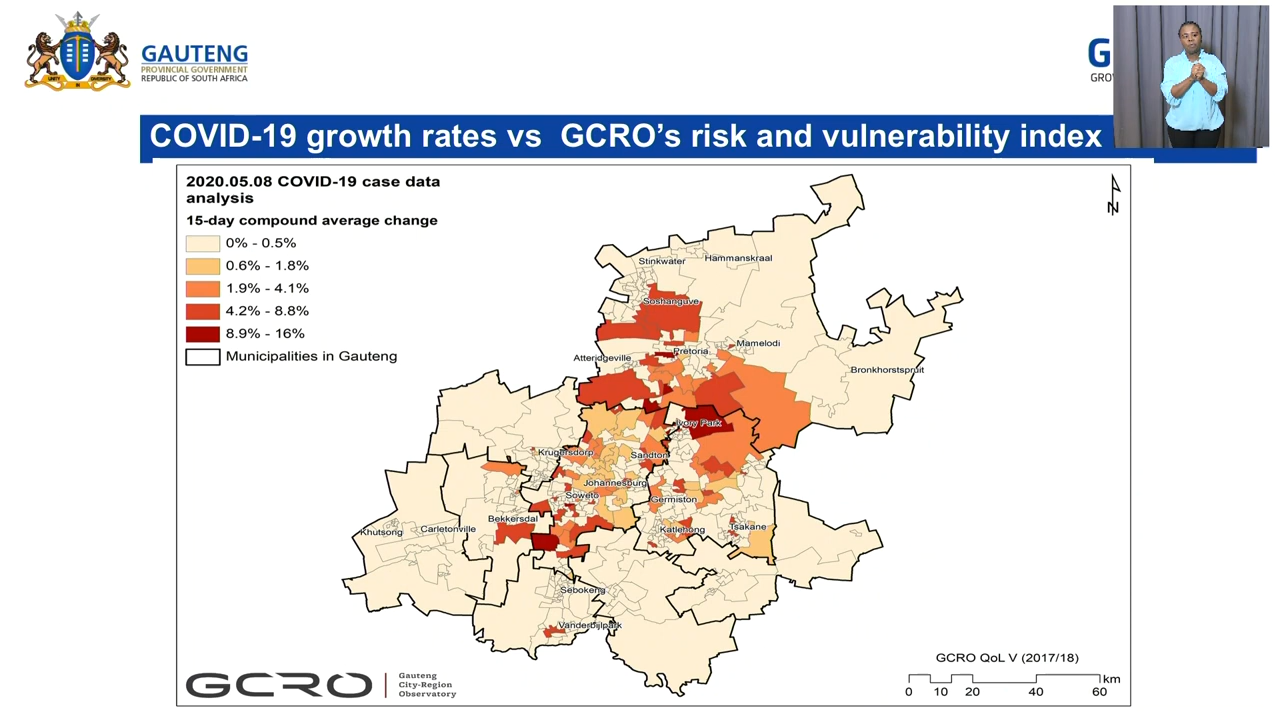 GAUTENG
PROVINCIAL GOVERNMENT
REPUBLIC OF SOUTH AFRICA
UNITY IN DIVERSITY
G
GROW
COVID-19 growth rates vs GCRO's risk and vulnerability index
2020.05.08 COVID-19 case data
analysis
15-day compound average change
0% - 0.5%
0.6% - 1.8%
1.9% - 4.1%
4.2% - 8.8%
8.9% - 16%
Municipalities in Gauteng
N
Stinkwater
Hammanskraal
Soshanguve
Pretoria
Mamelodi
Atteridgeville
Bronkhorstspruit
Ivory Park
Krugersdorp
Sandton
Johannesburg
Soweto
Germiston
Bekkersdal
Khutsong
Carletonville
Katlehong
Tsakane
Sebokeng
Vanderbijlpark
GCRO
Gauteng
City-Region
Observatory
GCRO QoL V (2017/18)
km
0 10 20 40 60